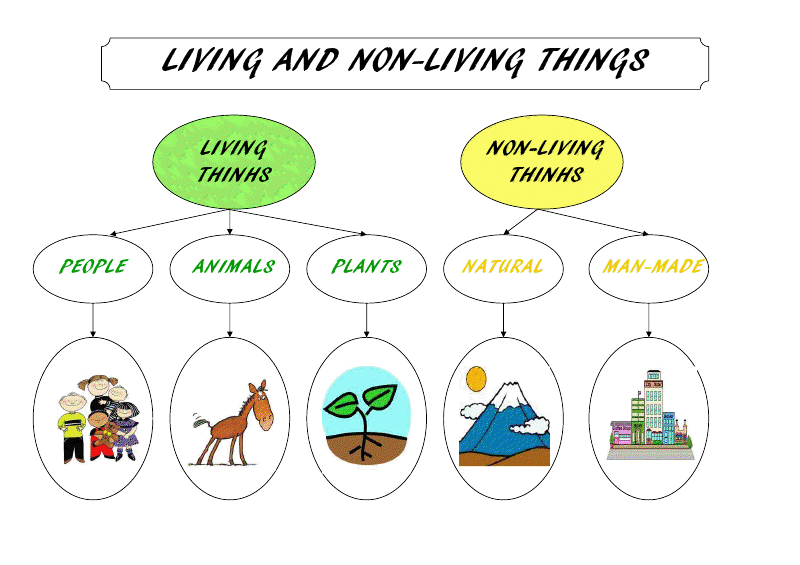 LIVING AND NON-LIVING THINGS
LIVING
THINHS
NON-LIVING
THINHS
PEOPLE
ANIMALS
PLANTS
NATURAL
MAN-MADE